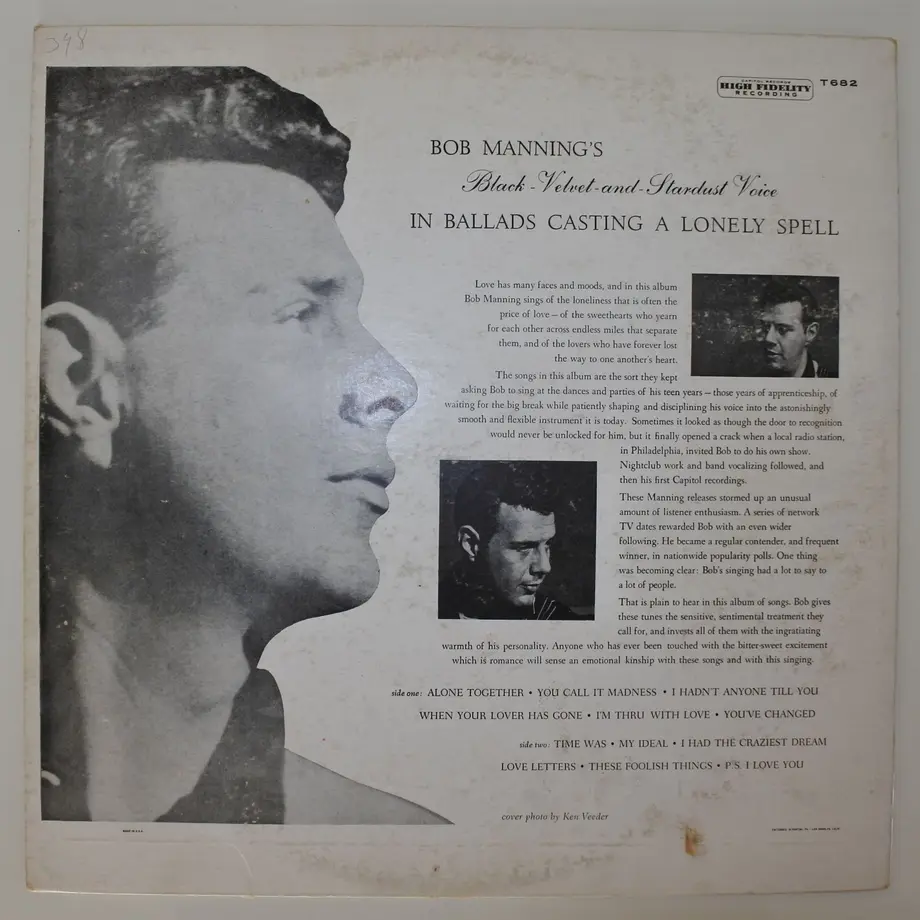 348
CAPITOL RECORDS
HIGH FIDELITY
RECORDING
T682
BOB MANNING'S
Black-Velvet-and-Stardust Voice
IN BALLADS CASTING A LONELY SPELL
Love has many faces and moods, and in this album
Bob Manning sings of the loneliness that is often the
price of love — of the sweethearts who yearn
for each other across endless miles that separate
them, and of the lovers who have forever lost
the way to one another's heart.
The songs in this album are the sort they kept
asking Bob to sing at the dances and parties of his teen years — those years of apprenticeship, of
waiting for the big break while patiently shaping and disciplining his voice into the astonishingly
smooth and flexible instrument it is today. Sometimes it looked as though the door to recognition
would never be unlocked for him, but it finally opened a crack when a local radio station,
in Philadelphia, invited Bob to do his own show.
Nightclub work and band vocalizing followed, and
then his first Capitol recordings.
These Manning releases stormed up an unusual
amount of listener enthusiasm. A series of network
TV dates rewarded Bob with an even wider
following. He became a regular contender, and frequent
winner, in nationwide popularity polls. One thing
was becoming clear: Bob's singing had a lot to say to
a lot of people.
That is plain to hear in this album of songs. Bob gives
these tunes the sensitive, sentimental treatment they
call for, and invests all of them with the ingratiating
warmth of his personality. Anyone who has ever been touched with the bitter-sweet excitement
which is romance will sense an emotional kinship with these songs and with this singing.
side one: ALONE TOGETHER • YOU CALL IT MADNESS • I HADN'T ANYONE TILL YOU
WHEN YOUR LOVER HAS GONE • I'M THRU WITH LOVE • YOU'VE CHANGED
side two: TIME WAS • MY IDEAL • I HAD THE CRAZIEST DREAM
LOVE LETTERS • THESE FOOLISH THINGS • P.S. I LOVE YOU
cover photo by Ken Veeder
MADE IN U.S.A.